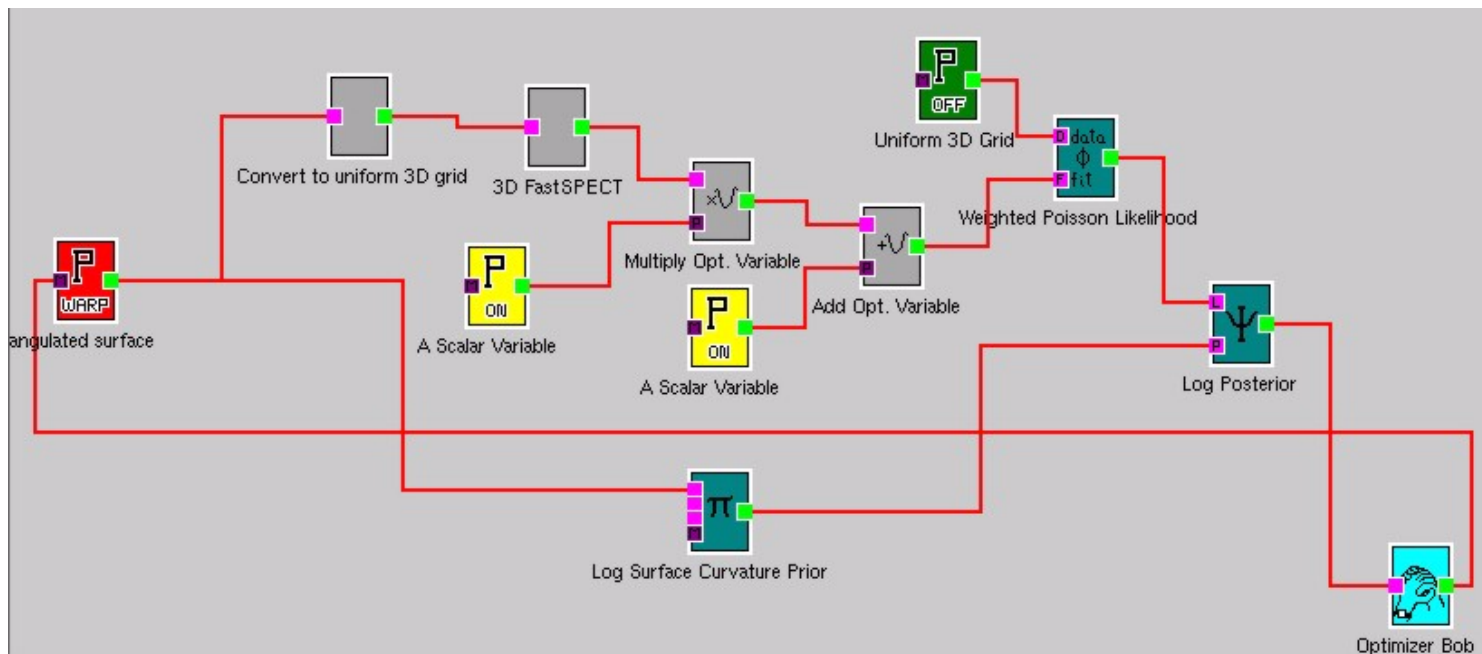 P
M
OFF
Uniform 3D Grid
D data
Φ
F fit
Weighted Poisson Likelihood
Convert to uniform 3D grid
3D FastSPECT
×
P
Multiply Opt. Variable
+
P
Add Opt. Variable
P
M
WARP
angulated surface
P
M
ON
A Scalar Variable
P
M
ON
A Scalar Variable
L
Ψ
P
Log Posterior
π
M
Log Surface Curvature Prior
Optimizer Bob